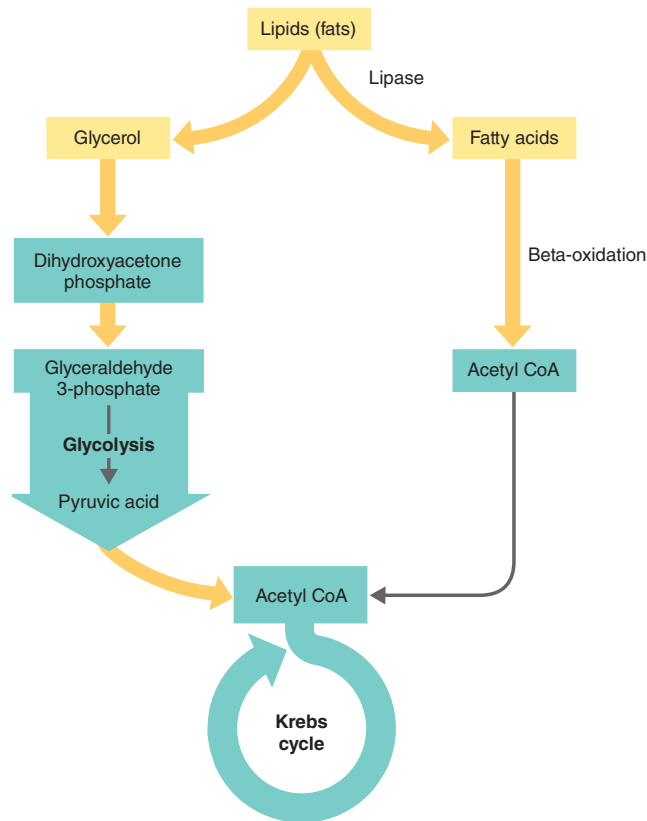 Lipids (fats)
Lipase
Glycerol
Fatty acids
Dihydroxyacetone
phosphate
Beta-oxidation
Glyceraldehyde
3-phosphate
Acetyl CoA
Glycolysis
Pyruvic acid
Acetyl CoA
Krebs
cycle